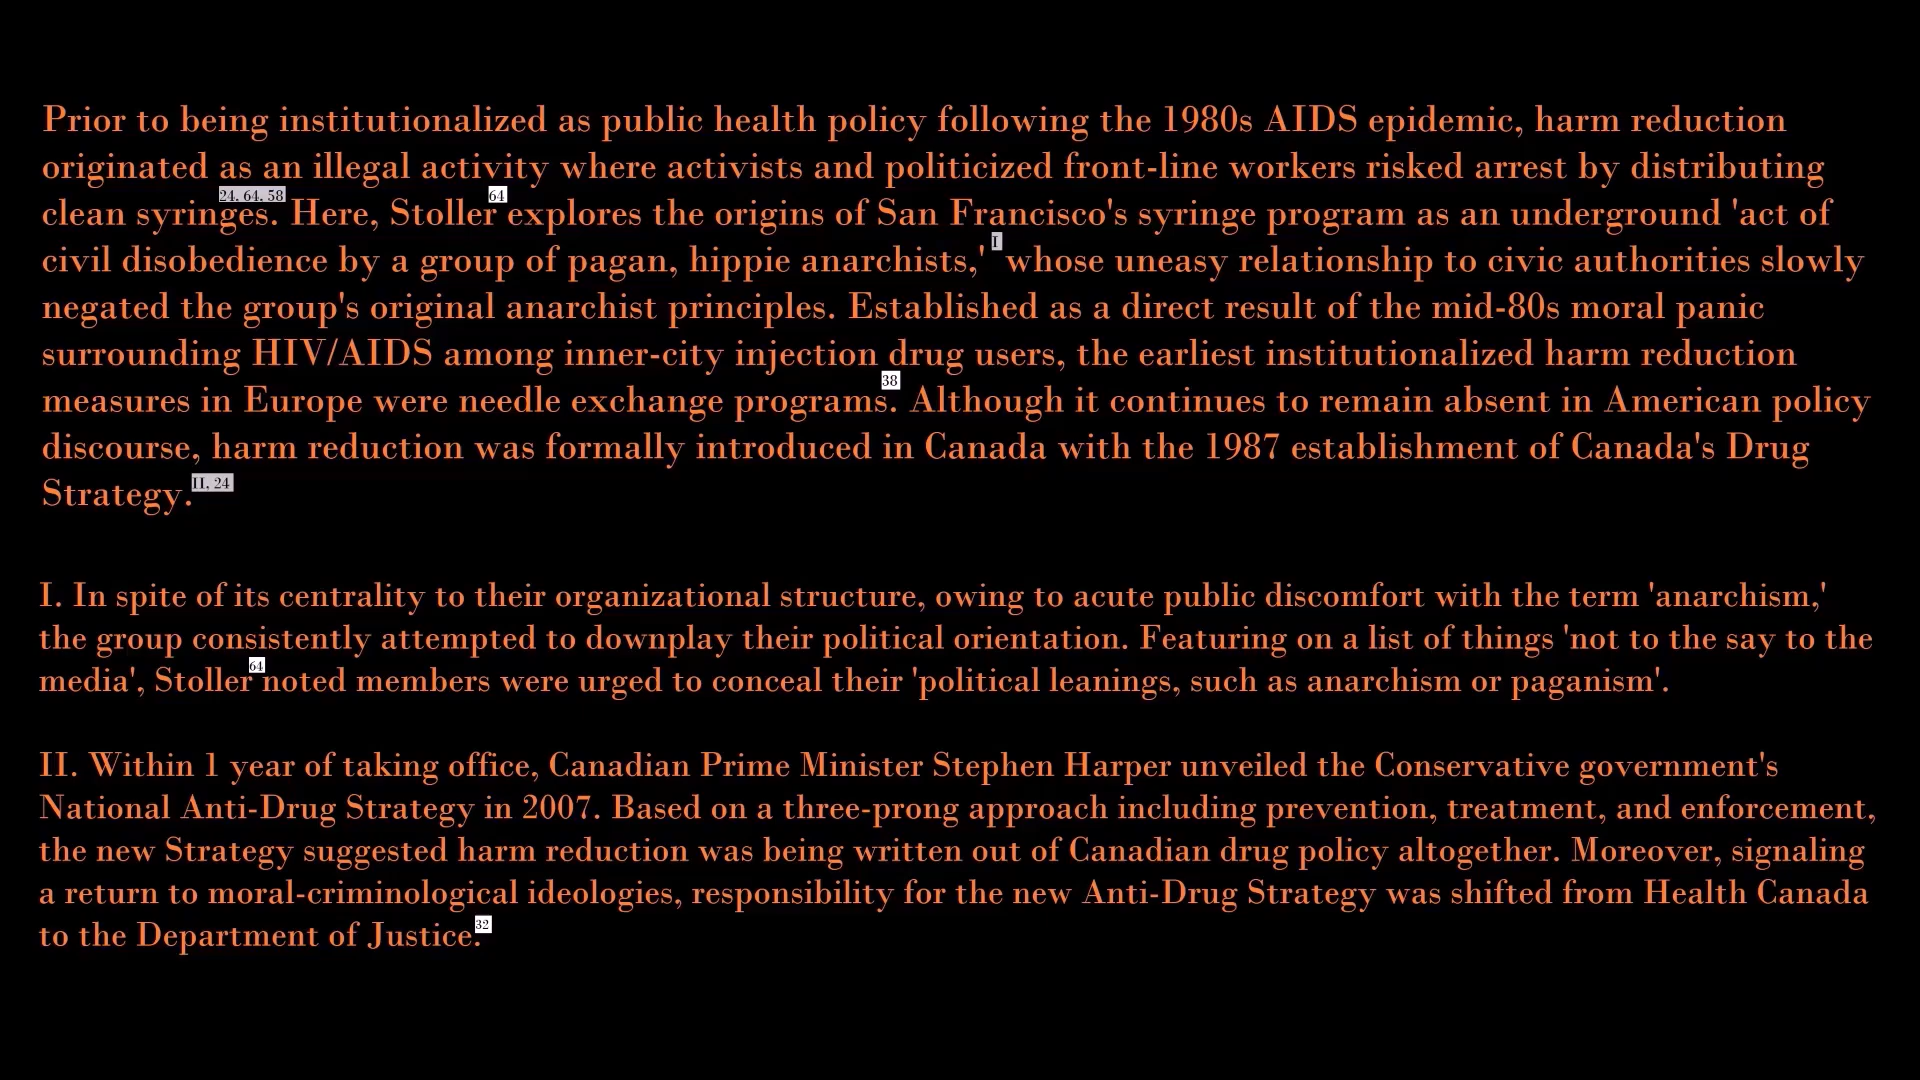 Prior to being institutionalized as public health policy following the 1980s AIDS epidemic, harm reduction
originated as an illegal activity where activists and politicized front-line workers risked arrest by distributing
clean syringes.24, 64, 58 Here, Stoller64 explores the origins of San Francisco's syringe program as an underground 'act of
civil disobedience by a group of pagan, hippie anarchists,'I whose uneasy relationship to civic authorities slowly
negated the group's original anarchist principles. Established as a direct result of the mid-80s moral panic
surrounding HIV/AIDS among inner-city injection drug users, the earliest institutionalized harm reduction
measures in Europe were needle exchange programs.38 Although it continues to remain absent in American policy
discourse, harm reduction was formally introduced in Canada with the 1987 establishment of Canada's Drug
Strategy.II, 24
I. In spite of its centrality to their organizational structure, owing to acute public discomfort with the term 'anarchism,'
the group consistently attempted to downplay their political orientation. Featuring on a list of things 'not to the say to the
media', Stoller64 noted members were urged to conceal their 'political leanings, such as anarchism or paganism'.
II. Within 1 year of taking office, Canadian Prime Minister Stephen Harper unveiled the Conservative government's
National Anti-Drug Strategy in 2007. Based on a three-prong approach including prevention, treatment, and enforcement,
the new Strategy suggested harm reduction was being written out of Canadian drug policy altogether. Moreover, signaling
a return to moral-criminological ideologies, responsibility for the new Anti-Drug Strategy was shifted from Health Canada
to the Department of Justice.32